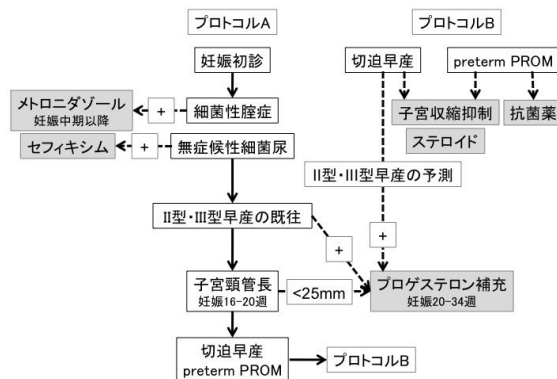 プロトコルA
プロトコルB
妊娠初診
切迫早産
preterm PROM
メトロニダゾール
妊娠中期以降
+
細菌性腟症
子宮収縮抑制
抗菌薬
ステロイド
セフィキシム
+
無症候性細菌尿
II型・III型早産の予測
II型・III型早産の既往
+
+
子宮頸管長
妊娠16-20週
<25mm
プロゲステロン補充
妊娠20-34週
切迫早産
preterm PROM
プロトコルB